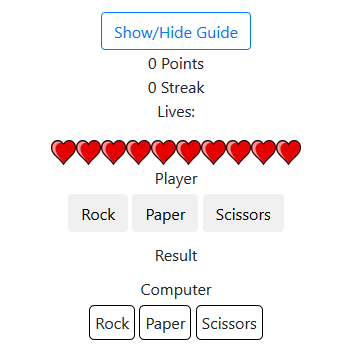 Show/Hide Guide
0 Points
0 Streak
Lives:
Player
Rock Paper Scissors
Result
Computer
Rock Paper Scissors